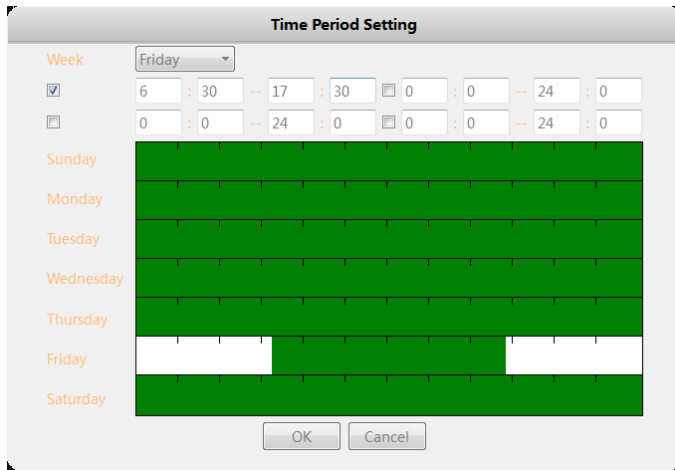 Time Period Setting
Week Friday
6 : 30 -- 17 : 30 0 : 0 -- 24 : 0
0 : 0 -- 24 : 0 0 : 0 -- 24 : 0
Sunday
Monday
Tuesday
Wednesday
Thursday
Friday
Saturday
OK Cancel